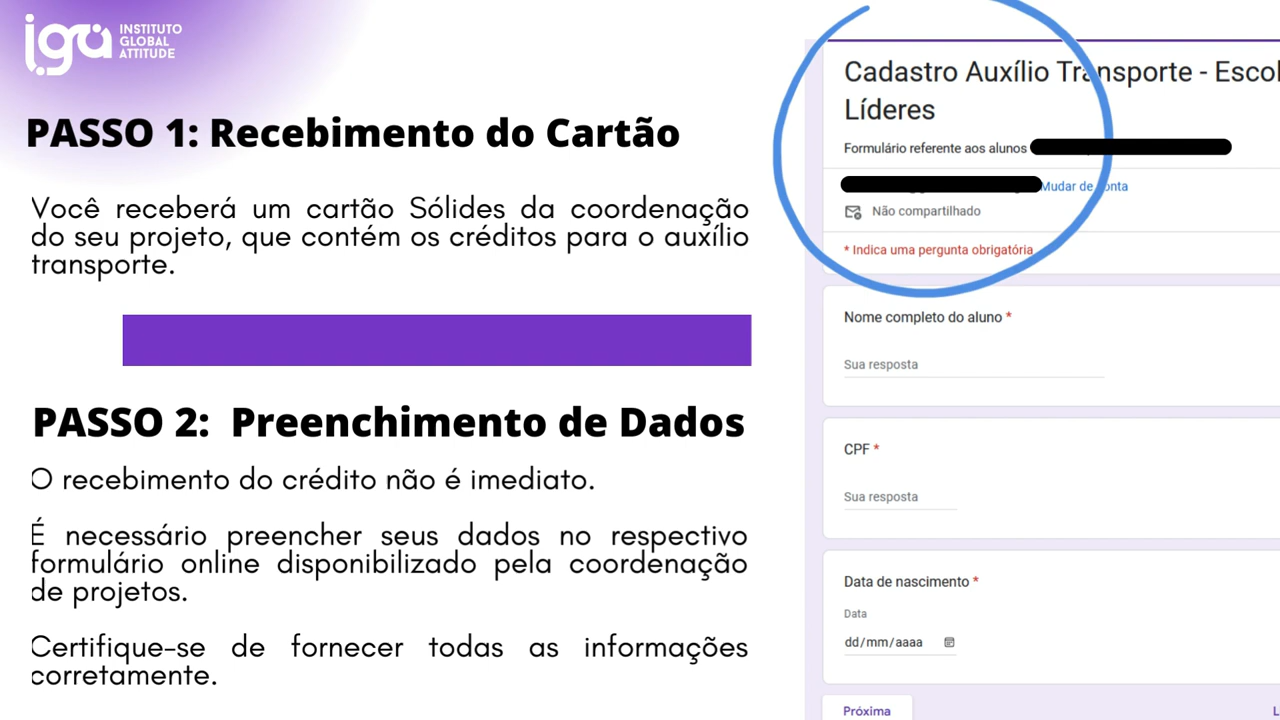 iga INSTITUTO
GLOBAL
ATTITUDE
PASSO 1: Recebimento do Cartão
Você receberá um cartão Sólides da coordenação
do seu projeto, que contém os créditos para o auxílio
transporte.
PASSO 2: Preenchimento de Dados
O recebimento do crédito não é imediato.
É necessário preencher seus dados no respectivo
formulário online disponibilizado pela coordenação
de projetos.
Certifique-se de fornecer todas as informações
corretamente.
Cadastro Auxílio Transporte - Escol
Líderes
Formulário referente aos alunos
Mudar de conta
Não compartilhado
* Indica uma pergunta obrigatória
Nome completo do aluno *
Sua resposta
CPF *
Sua resposta
Data de nascimento *
Data
dd/mm/aaaa
Próxima
L